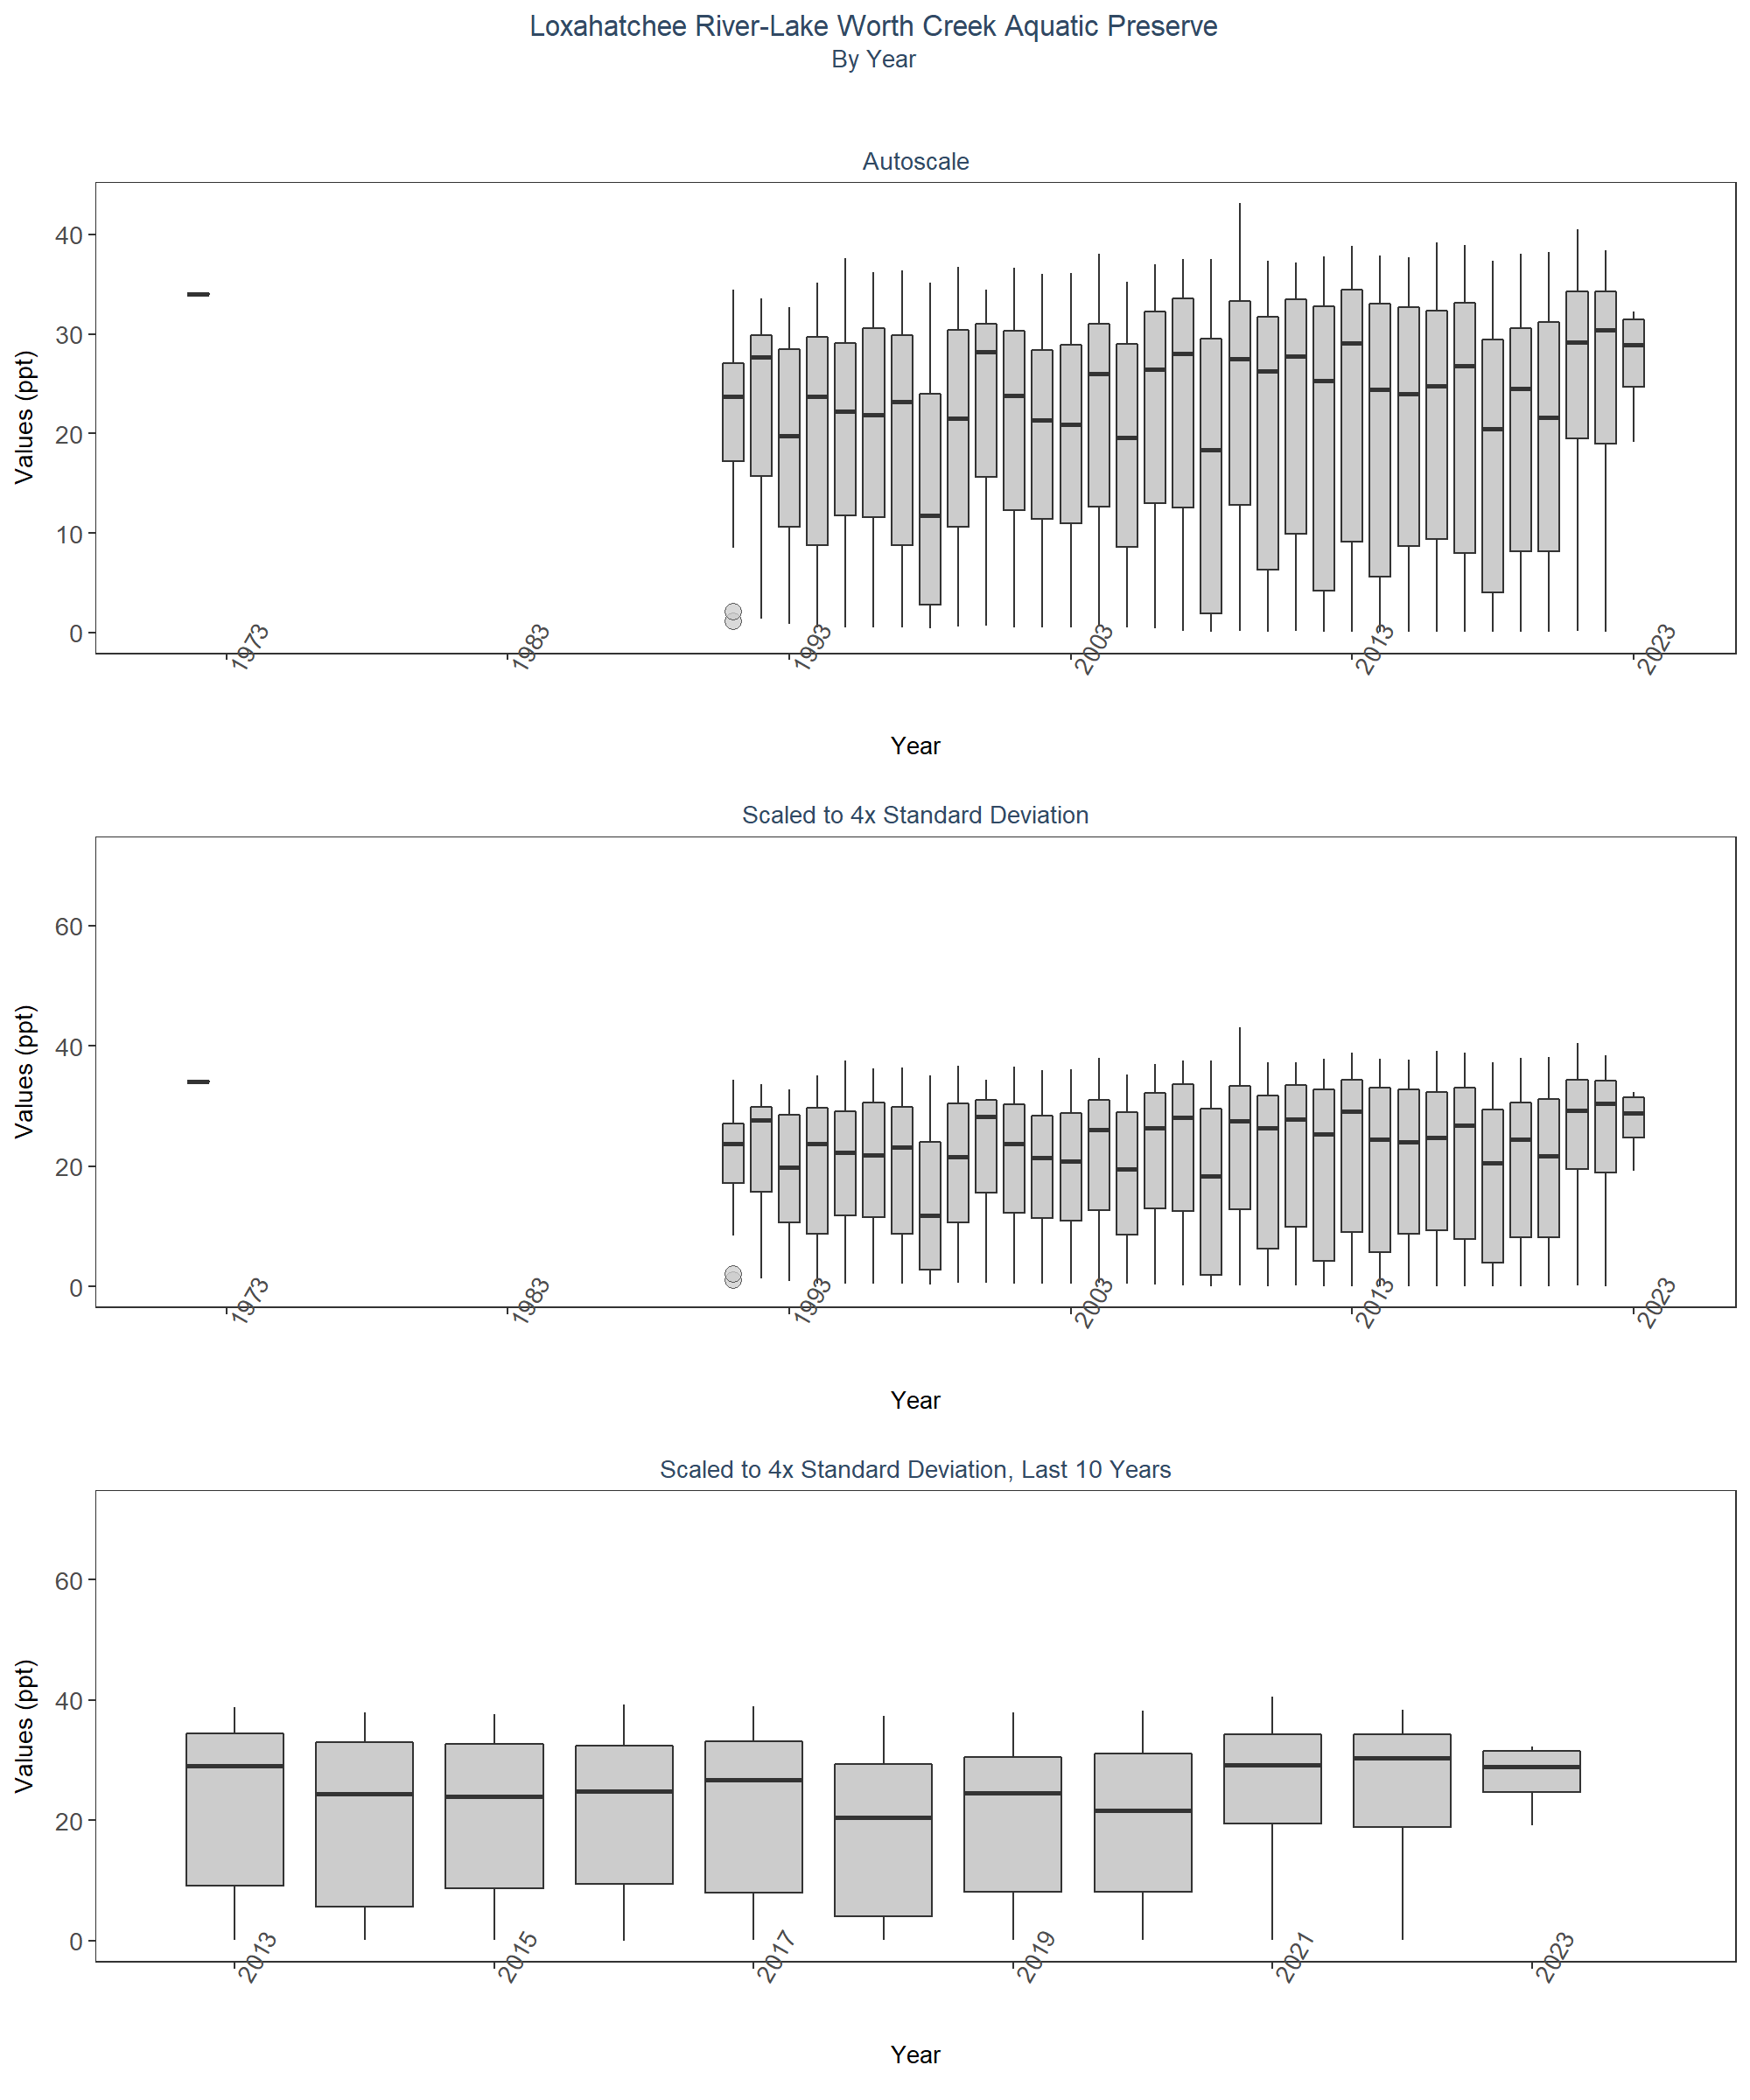 Loxahatchee River-Lake Worth Creek Aquatic Preserve
By Year
Autoscale
Values (ppt)
40
30
20
10
0
1973 1983 1993 2003 2013 2023
Year
Scaled to 4x Standard Deviation
Values (ppt)
60
40
20
0
1973 1983 1993 2003 2013 2023
Year
Scaled to 4x Standard Deviation, Last 10 Years
Values (ppt)
60
40
20
0
2013 2015 2017 2019 2021 2023
Year